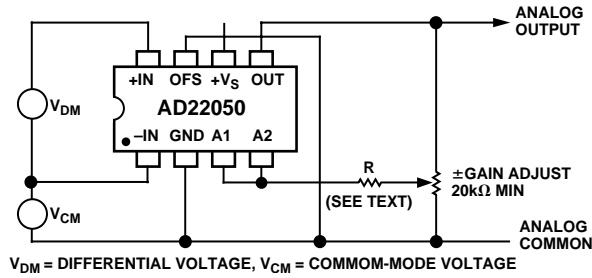 ANALOG
OUTPUT
+IN OFS +VS OUT
AD22050
–IN GND A1 A2
VDM
VCM
R
(SEE TEXT)
±GAIN ADJUST
20kΩ MIN
ANALOG
COMMON
VDM = DIFFERENTIAL VOLTAGE, VCM = COMMOM-MODE VOLTAGE